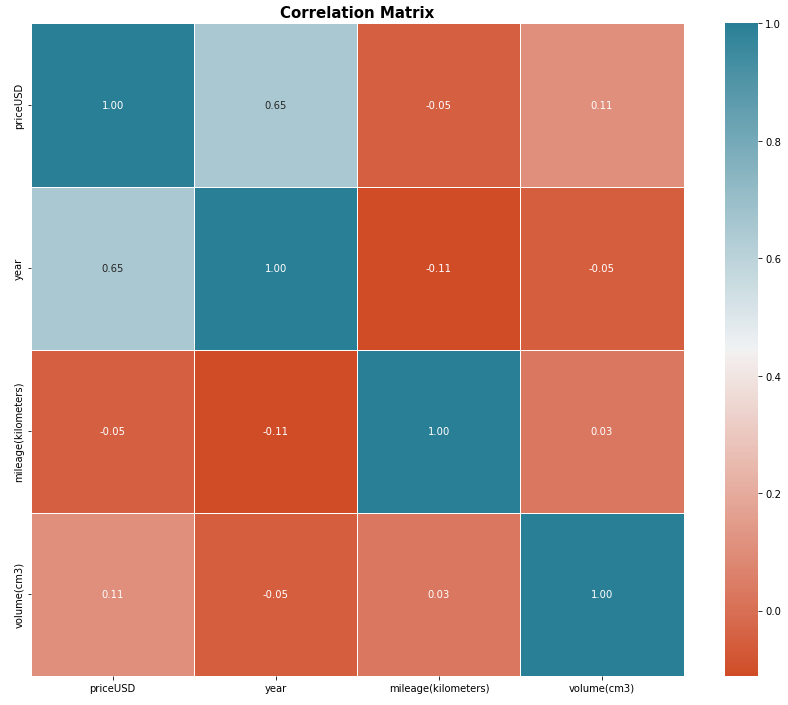 Correlation Matrix
priceUSD 1.00 0.65 -0.05 0.11
year 0.65 1.00 -0.11 -0.05
mileage(kilometers) -0.05 -0.11 1.00 0.03
volume(cm3) 0.11 -0.05 0.03 1.00
priceUSD year mileage(kilometers) volume(cm3)
1.0
0.8
0.6
0.4
0.2
0.0